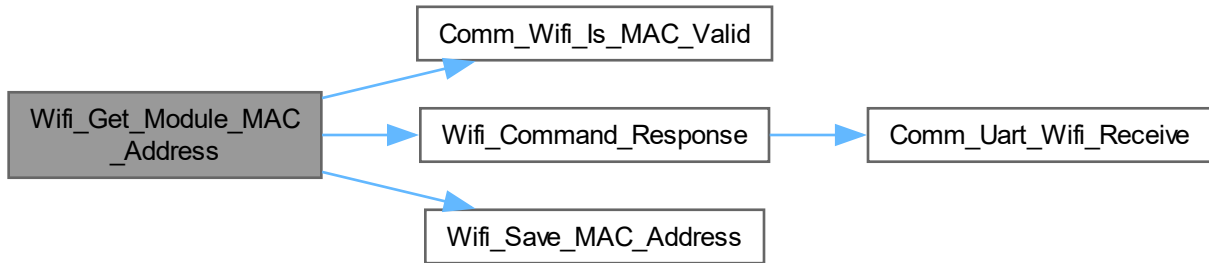 Comm_Wifi_Is_MAC_Valid
Wifi_Get_Module_MAC
_Address
Wifi_Command_Response
Comm_Uart_Wifi_Receive
Wifi_Save_MAC_Address